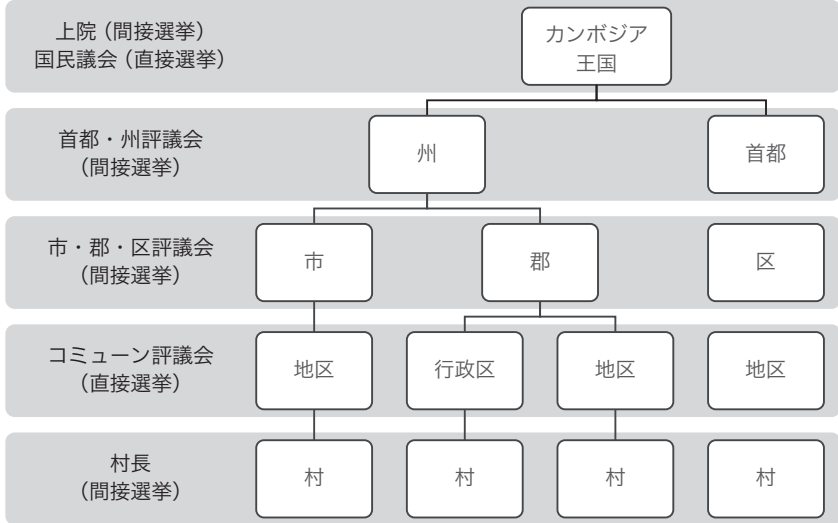 上院（間接選挙）
国民議会（直接選挙）
カンボジア
王国
首都・州評議会
（間接選挙）
州
首都
市・郡・区評議会
（間接選挙）
市
郡
区
コミューン評議会
（直接選挙）
地区
行政区
地区
地区
村長
（間接選挙）
村
村
村
村